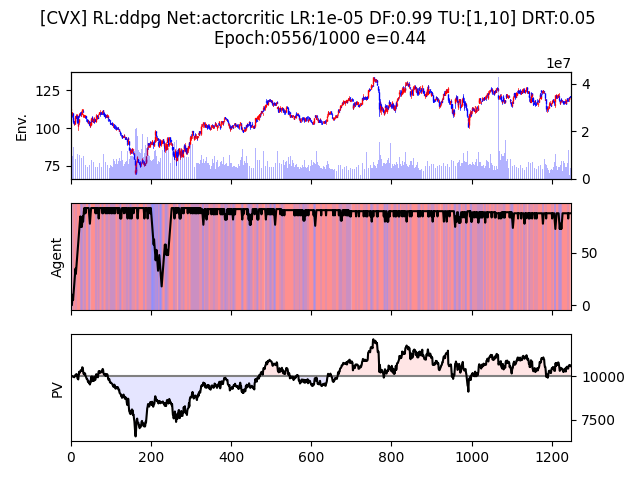 [CVX] RL:ddpg Net:actorcritic LR:1e-05 DF:0.99 TU:[1,10] DRT:0.05
Epoch:0556/1000 e=0.44
1e7
125
100
75
Env.
4
2
0
Agent
50
0
PV
10000
7500
0
200
400
600
800
1000
1200